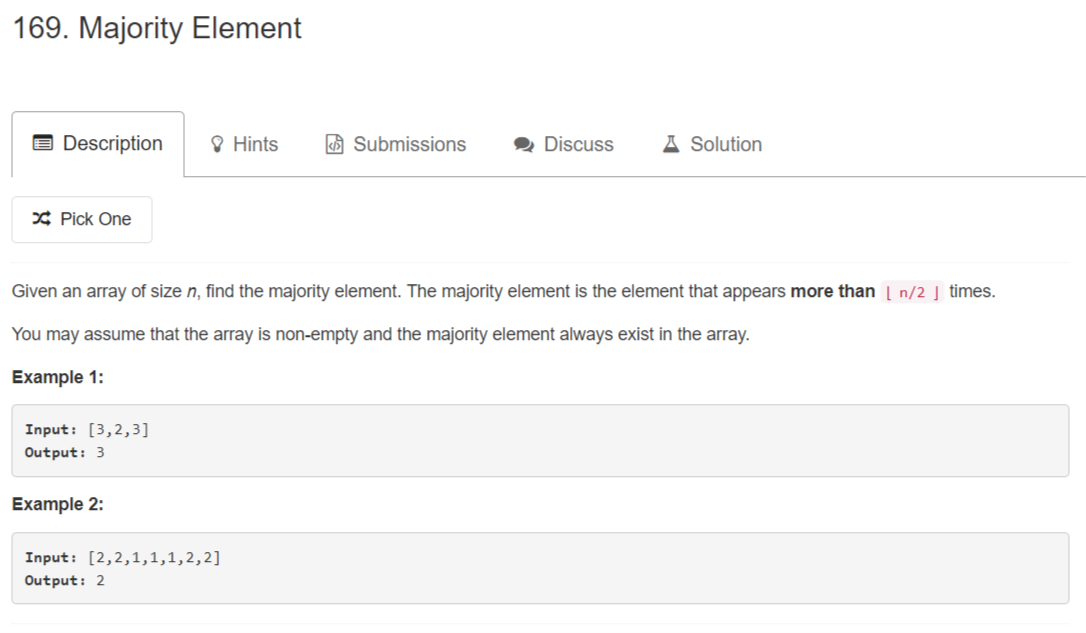 169. Majority Element
Description Hints Submissions Discuss Solution
Pick One
Given an array of size n, find the majority element. The majority element is the element that appears more than ⌊ n/2 ⌋ times.
You may assume that the array is non-empty and the majority element always exist in the array.
Example 1:
Input: [3,2,3]
Output: 3
Example 2:
Input: [2,2,1,1,1,2,2]
Output: 2